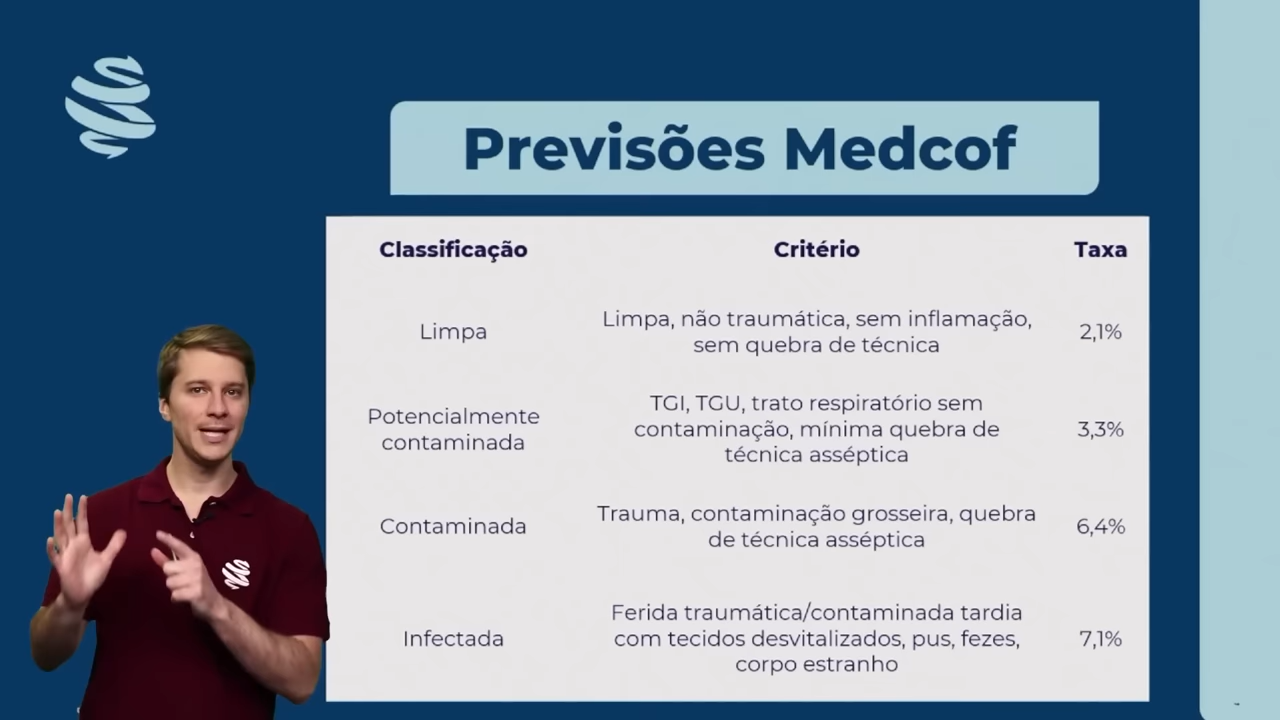 Previsões Medcof
Classificação Critério Taxa
Limpa
Limpa, não traumática, sem inflamação,
sem quebra de técnica
2,1%
Potencialmente
contaminada
TGI, TGU, trato respiratório sem
contaminação, mínima quebra de
técnica asséptica
3,3%
Contaminada
Trauma, contaminação grosseira, quebra
de técnica asséptica
6,4%
Infectada
Ferida traumática/contaminada tardia
com tecidos desvitalizados, pus, fezes,
corpo estranho
7,1%